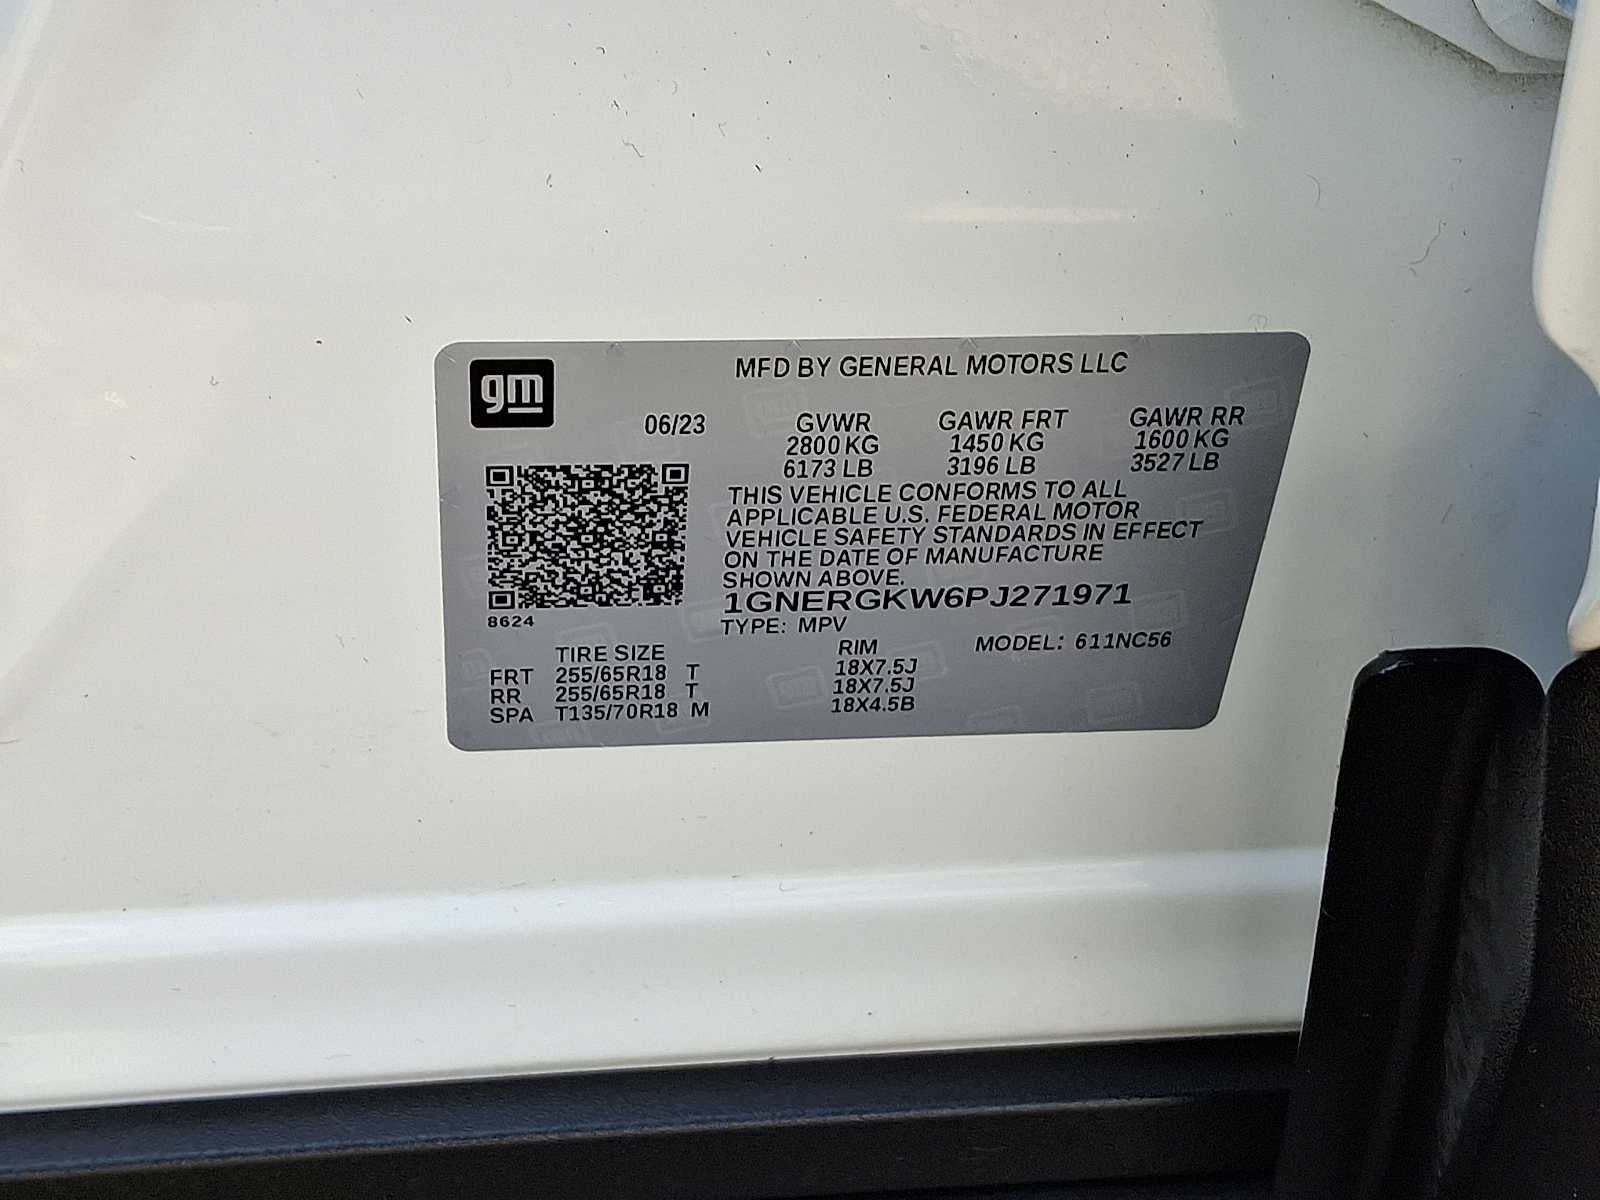 gm
MFD BY GENERAL MOTORS LLC
06/23 GVWR GAWR FRT GAWR RR
2800 KG 1450 KG 1600 KG
6173 LB 3196 LB 3527 LB
THIS VEHICLE CONFORMS TO ALL
APPLICABLE U.S. FEDERAL MOTOR
VEHICLE SAFETY STANDARDS IN EFFECT
ON THE DATE OF MANUFACTURE
SHOWN ABOVE.
1GNERGKW6PJ271971
8624
TYPE: MPV MODEL: 611NC56
TIRE SIZE RIM
FRT 255/65R18 T 18X7.5J
RR 255/65R18 T 18X7.5J
SPA T135/70R18 M 18X4.5B